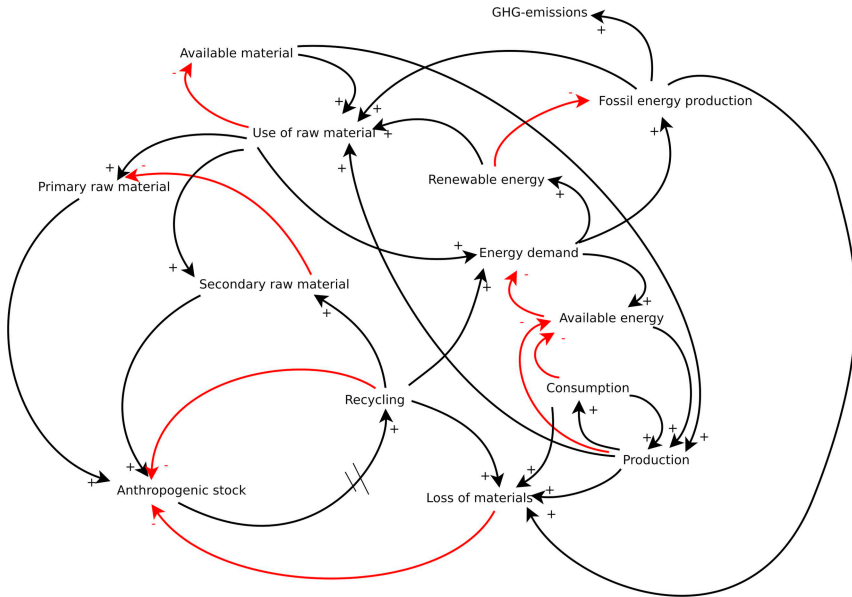 GHG-emissions
Available material
Fossil energy production
Use of raw material
Renewable energy
Primary raw material
Energy demand
Secondary raw material
Available energy
Consumption
Recycling
Production
Anthropogenic stock
Loss of materials
+
-
+
-
+
+
+
+
+
-
+
+
+
+
-
+
+
+
-
-
+
+
+
+
+
-
+
+
+
+
+
-